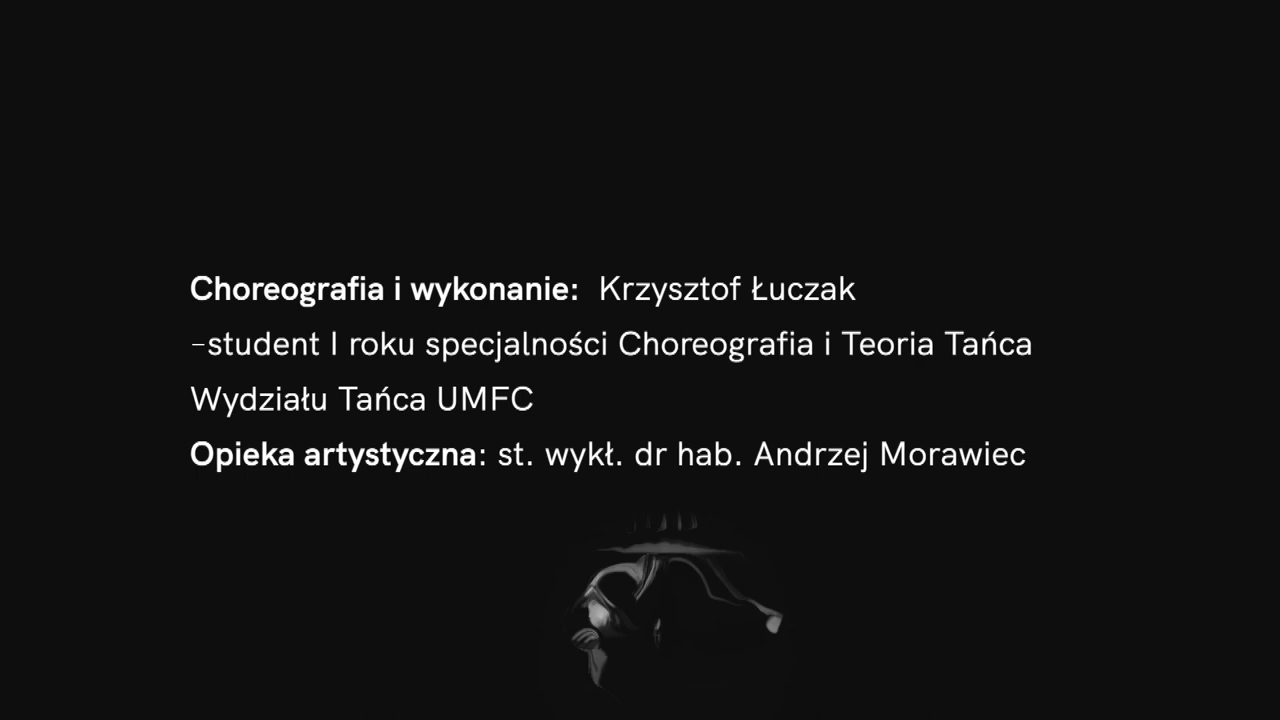 Choreografia i wykonanie: Krzysztof Łuczak
-student I roku specjalności Choreografia i Teoria Tańca
Wydziału Tańca UMFC
Opieka artystyczna: st. wykł. dr hab. Andrzej Morawiec